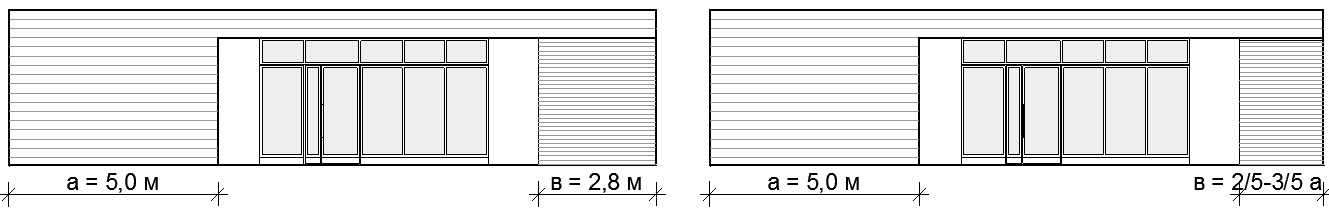 а = 5,0 м
в = 2,8 м
а = 5,0 м
в = 2/5-3/5 а